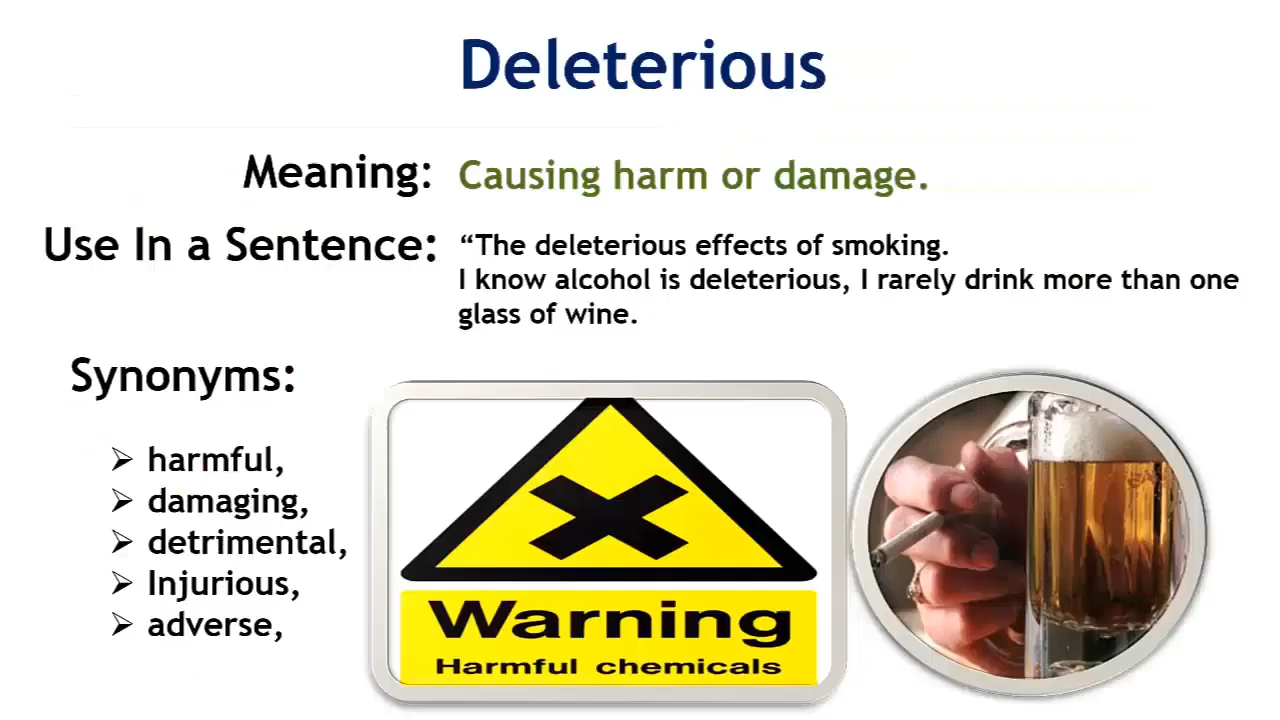 Deleterious
Meaning: Causing harm or damage.
Use In a Sentence: “The deleterious effects of smoking.
I know alcohol is deleterious, I rarely drink more than one
glass of wine.
Synonyms:
harmful,
damaging,
detrimental,
Injurious,
adverse,
Warning
Harmful chemicals